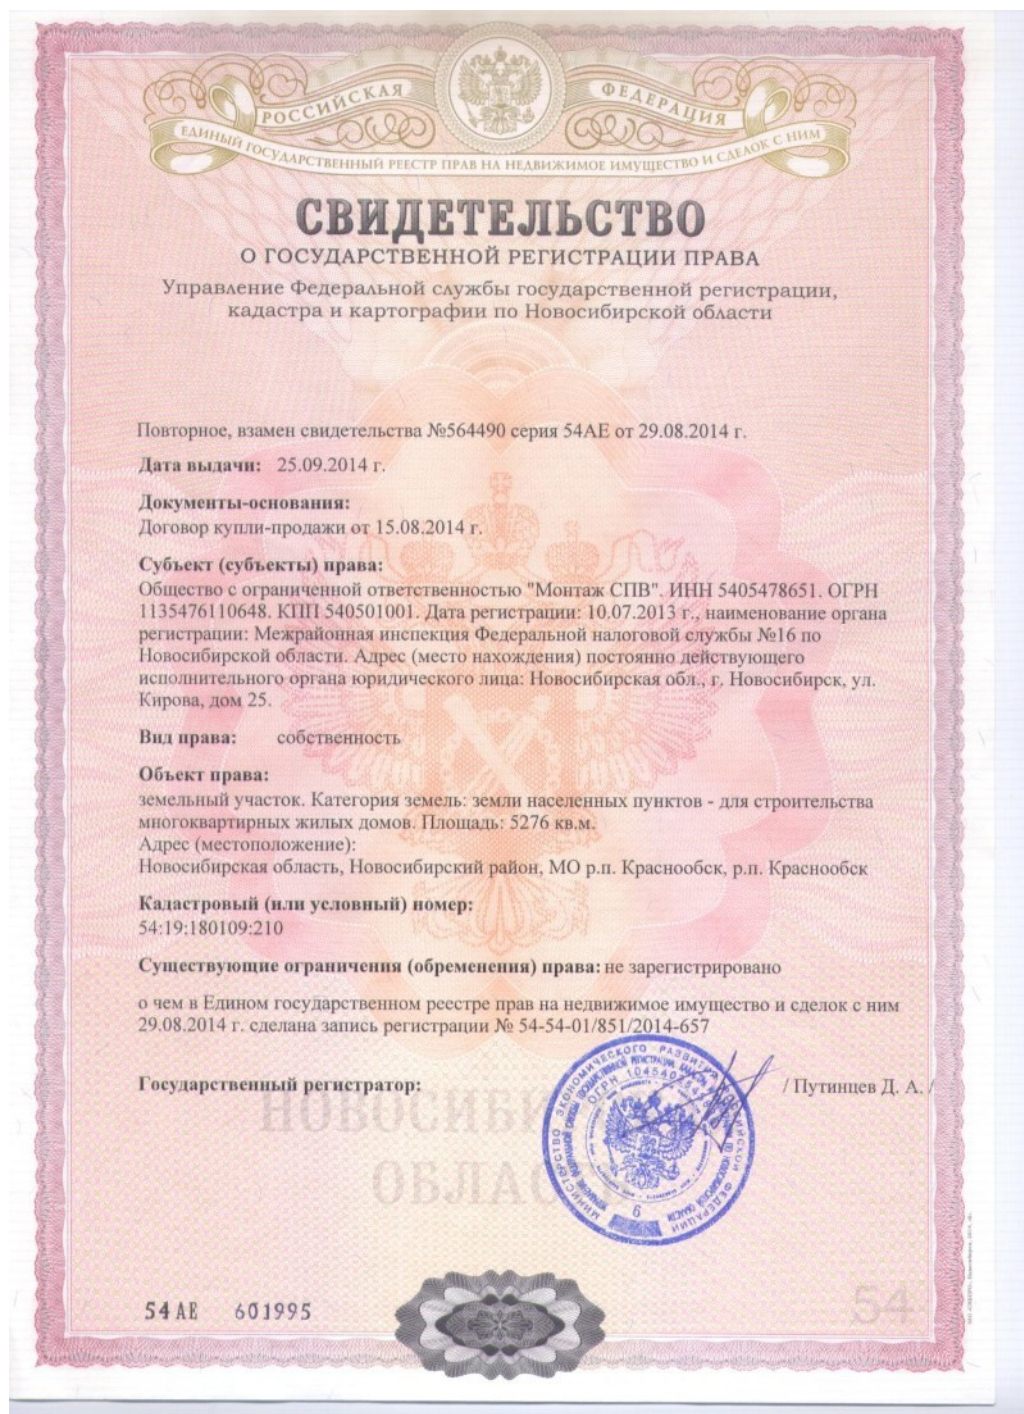 РОССИЙСКАЯ ФЕДЕРАЦИЯ
ЕДИНЫЙ ГОСУДАРСТВЕННЫЙ РЕЕСТР ПРАВ НА НЕДВИЖИМОЕ ИМУЩЕСТВО И СДЕЛОК С НИМ
СВИДЕТЕЛЬСТВО
О ГОСУДАРСТВЕННОЙ РЕГИСТРАЦИИ ПРАВА
Управление Федеральной службы государственной регистрации,
кадастра и картографии по Новосибирской области
Повторное, взамен свидетельства №564490 серия 54АЕ от 29.08.2014 г.
Дата выдачи: 25.09.2014 г.
Документы-основания:
Договор купли-продажи от 15.08.2014 г.
Субъект (субъекты) права:
Общество с ограниченной ответственностью "Монтаж СПВ". ИНН 5405478651. ОГРН
1135476110648. КПП 540501001. Дата регистрации: 10.07.2013 г., наименование органа
регистрации: Межрайонная инспекция Федеральной налоговой службы №16 по
Новосибирской области. Адрес (место нахождения) постоянно действующего
исполнительного органа юридического лица: Новосибирская обл., г. Новосибирск, ул.
Кирова, дом 25.
Вид права: собственность
Объект права:
земельный участок. Категория земель: земли населенных пунктов - для строительства
многоквартирных жилых домов. Площадь: 5276 кв.м.
Адрес (местоположение):
Новосибирская область, Новосибирский район, МО р.п. Краснообск, р.п. Краснообск
Кадастровый (или условный) номер:
54:19:180109:210
Существующие ограничения (обременения) права: не зарегистрировано
о чем в Едином государственном реестре прав на недвижимое имущество и сделок с ним
29.08.2014 г. сделана запись регистрации № 54-54-01/851/2014-657
Государственный регистратор: / Путинцев Д. А. /
МИНИСТЕРСТВО ЭКОНОМИЧЕСКОГО РАЗВИТИЯ РОССИЙСКОЙ ФЕДЕРАЦИИ
ОГРН
6
54 АЕ 601995
54